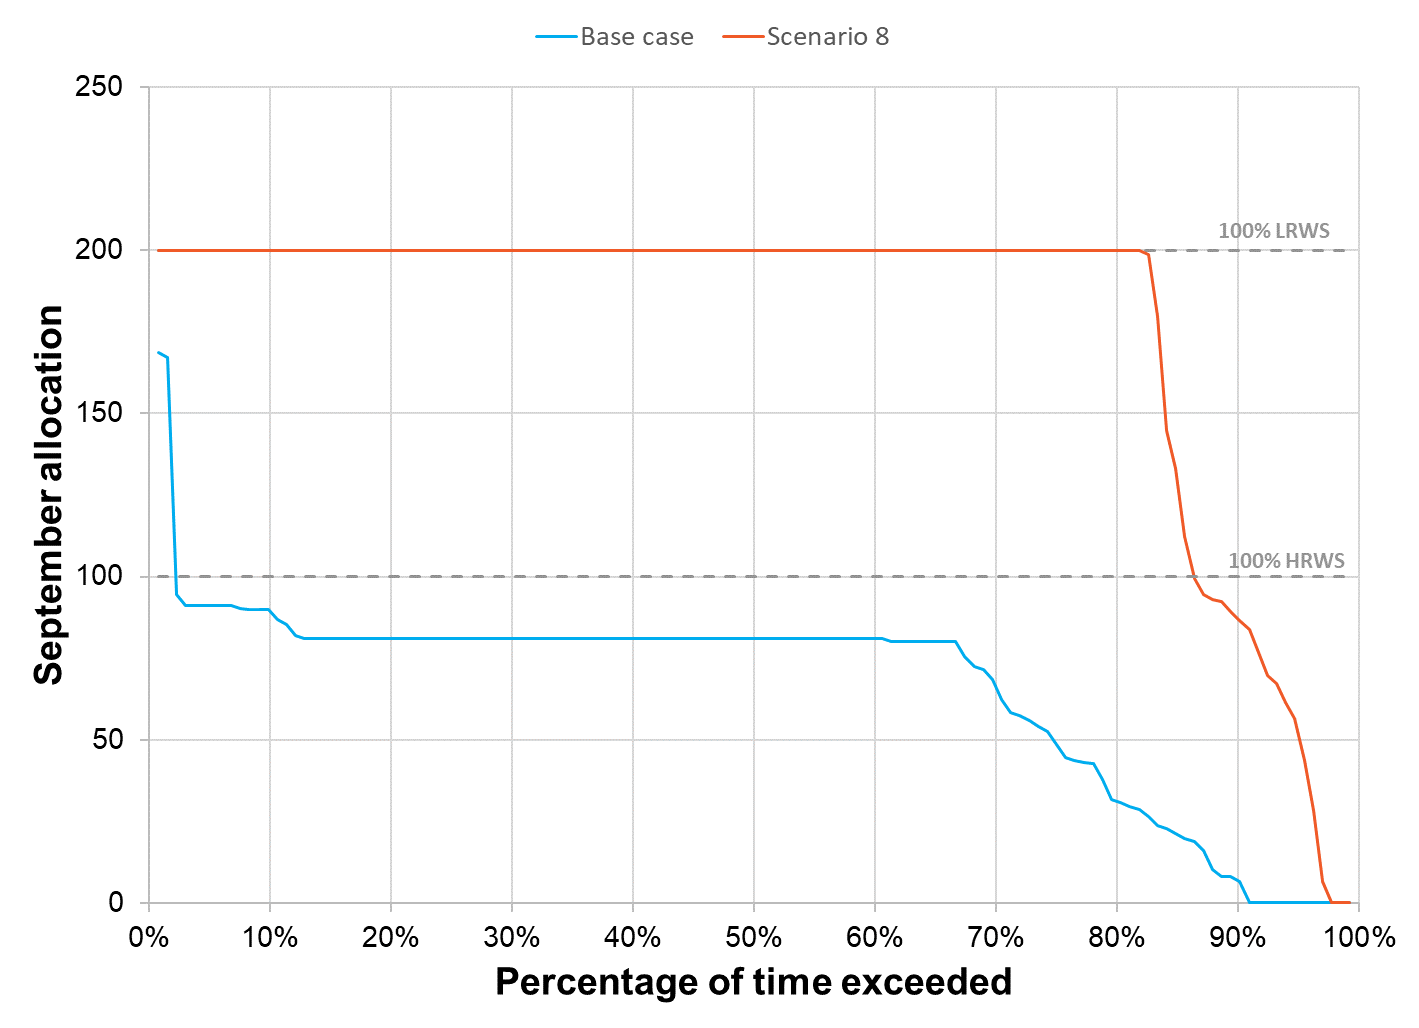 Base case Scenario 8
250
200
150
100
50
0
100% LRWS
100% HRWS
September allocation
0% 10% 20% 30% 40% 50% 60% 70% 80% 90% 100%
Percentage of time exceeded